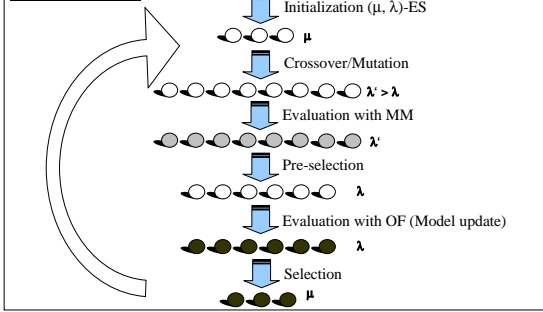 Initialization (μ, λ)-ES
μ
Crossover/Mutation
λ‘ > λ
Evaluation with MM
λ‘
Pre-selection
λ
Evaluation with OF (Model update)
λ
Selection
μ